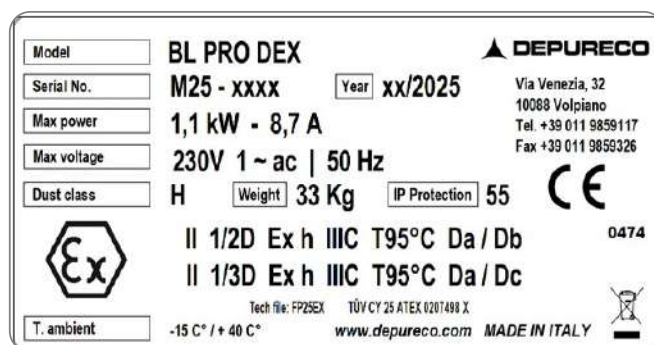 Model BL PRO DEX DEPURECO
Serial No. M25 - xxxx Year xx/2025
Max power 1,1 kW - 8,7 A
Max voltage 230V 1 ~ ac | 50 Hz
Dust class H Weight 33 Kg IP Protection 55
Via Venezia, 32
10088 Volpiano
Tel. +39 011 9859117
Fax +39 011 9859326
CE
0474
Ex
II 1/2D Ex h IIIC T95°C Da / Db
II 1/3D Ex h IIIC T95°C Da / Dc
Tech file: FP25EX TÜV CY 25 ATEX 0207498 X
T. ambient -15 C° / + 40 C° www.depureco.com MADE IN ITALY